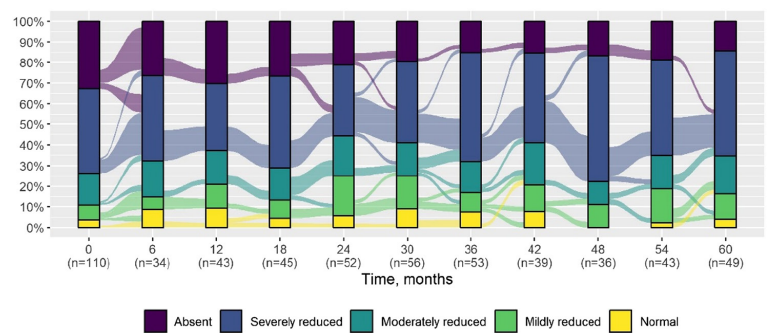 100%
90%
80%
70%
60%
50%
40%
30%
20%
10%
0%
0 6 12 18 24 30 36 42 48 54 60
(n=110) (n=34) (n=43) (n=45) (n=52) (n=56) (n=53) (n=39) (n=36) (n=43) (n=49)
Time, months
Absent Severely reduced Moderately reduced Mildly reduced Normal